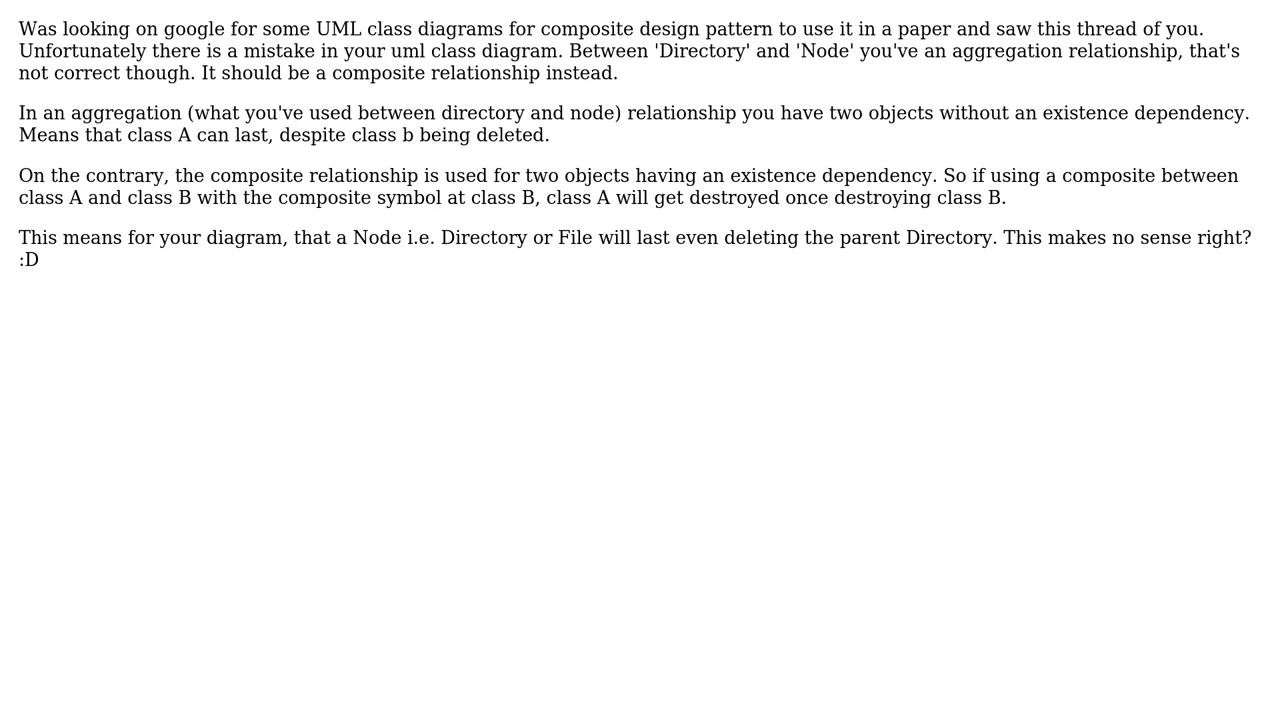 Was looking on google for some UML class diagrams for composite design pattern to use it in a paper and saw this thread of you.
Unfortunately there is a mistake in your uml class diagram. Between 'Directory' and 'Node' you've an aggregation relationship, that's
not correct though. It should be a composite relationship instead.
In an aggregation (what you've used between directory and node) relationship you have two objects without an existence dependency.
Means that class A can last, despite class b being deleted.
On the contrary, the composite relationship is used for two objects having an existence dependency. So if using a composite between
class A and class B with the composite symbol at class B, class A will get destroyed once destroying class B.
This means for your diagram, that a Node i.e. Directory or File will last even deleting the parent Directory. This makes no sense right?
:D